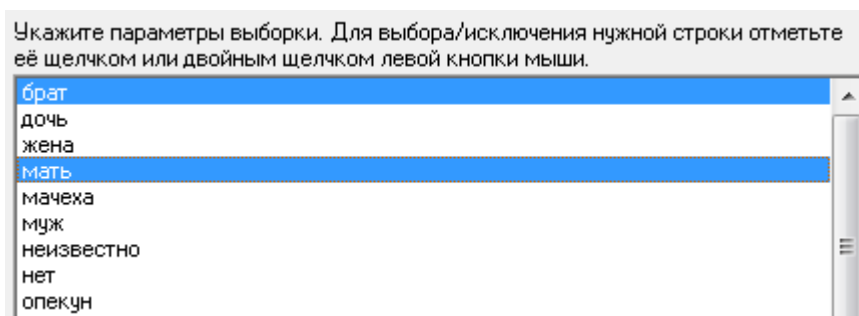 Укажите параметры выборки. Для выбора/исключения нужной строки отметьте
её щелчком или двойным щелчком левой кнопки мыши.
брат
дочь
жена
мать
мачеха
муж
неизвестно
нет
опекун